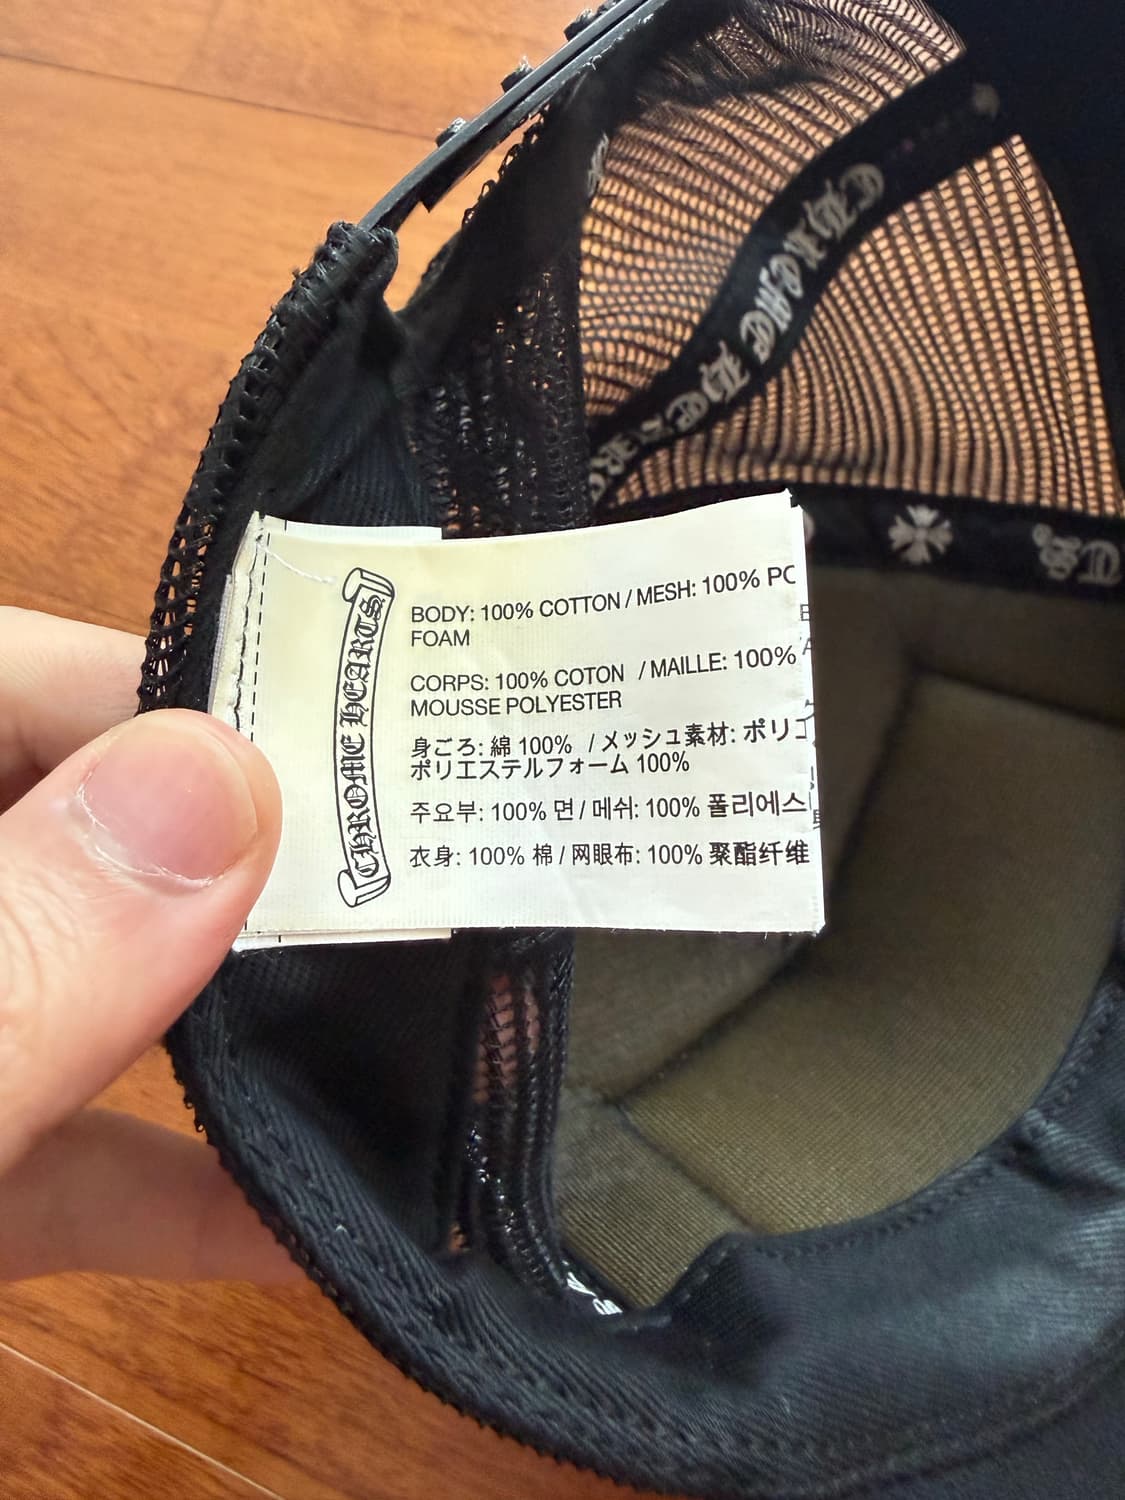 CHROME HEARTS
CHROME HEARTS
BODY: 100% COTTON / MESH: 100% PO
FOAM
CORPS: 100% COTON / MAILLE: 100%
MOUSSE POLYESTER
身ごろ: 綿 100% / メッシュ素材: ポリエ
ポリエステルフォーム 100%
주요부: 100% 면 / 메쉬: 100% 폴리에스
衣身: 100% 棉 / 网眼布: 100% 聚酯纤维